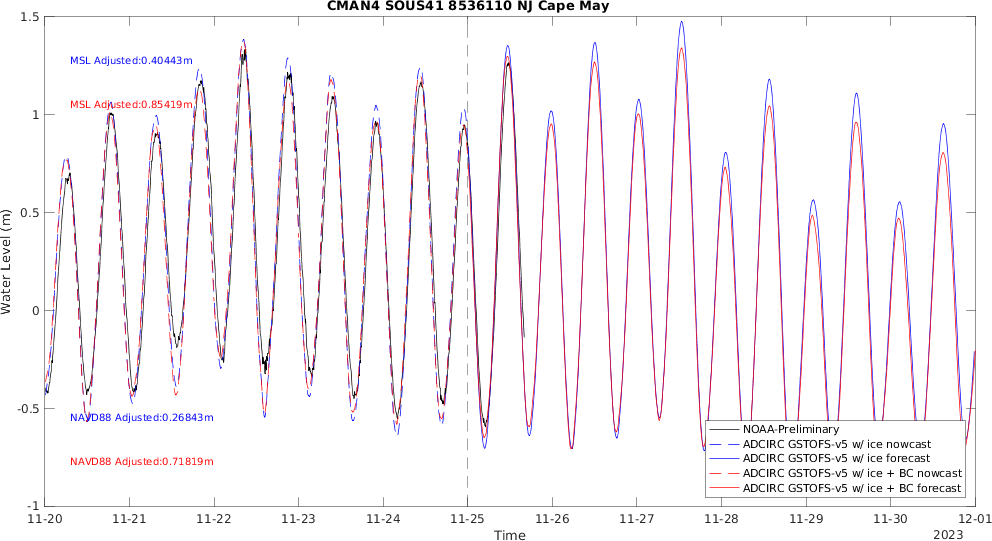 CMAN4 SOUS41 8536110 NJ Cape May
1.5
1
0.5
0
-0.5
-1
Water Level (m)
MSL Adjusted:0.40443m
MSL Adjusted:0.85419m
NAVD88 Adjusted:0.26843m
NAVD88 Adjusted:0.71819m
NOAA-Preliminary
ADCIRC GSTOFS-v5 w/ ice nowcast
ADCIRC GSTOFS-v5 w/ ice forecast
ADCIRC GSTOFS-v5 w/ ice + BC nowcast
ADCIRC GSTOFS-v5 w/ ice + BC forecast
11-20 11-21 11-22 11-23 11-24 11-25 11-26 11-27 11-28 11-29 11-30 12-01
Time
2023